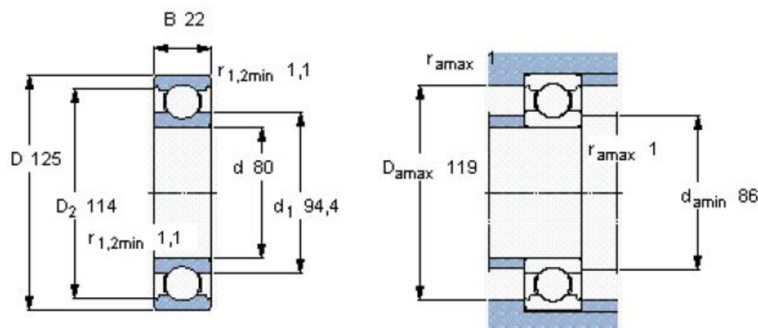 B 22
r1,2min 1,1
D 125
D2 114
d 80
d1 94,4
r1,2min 1,1
ramax 1
Damax 119
ramax 1
damin 86